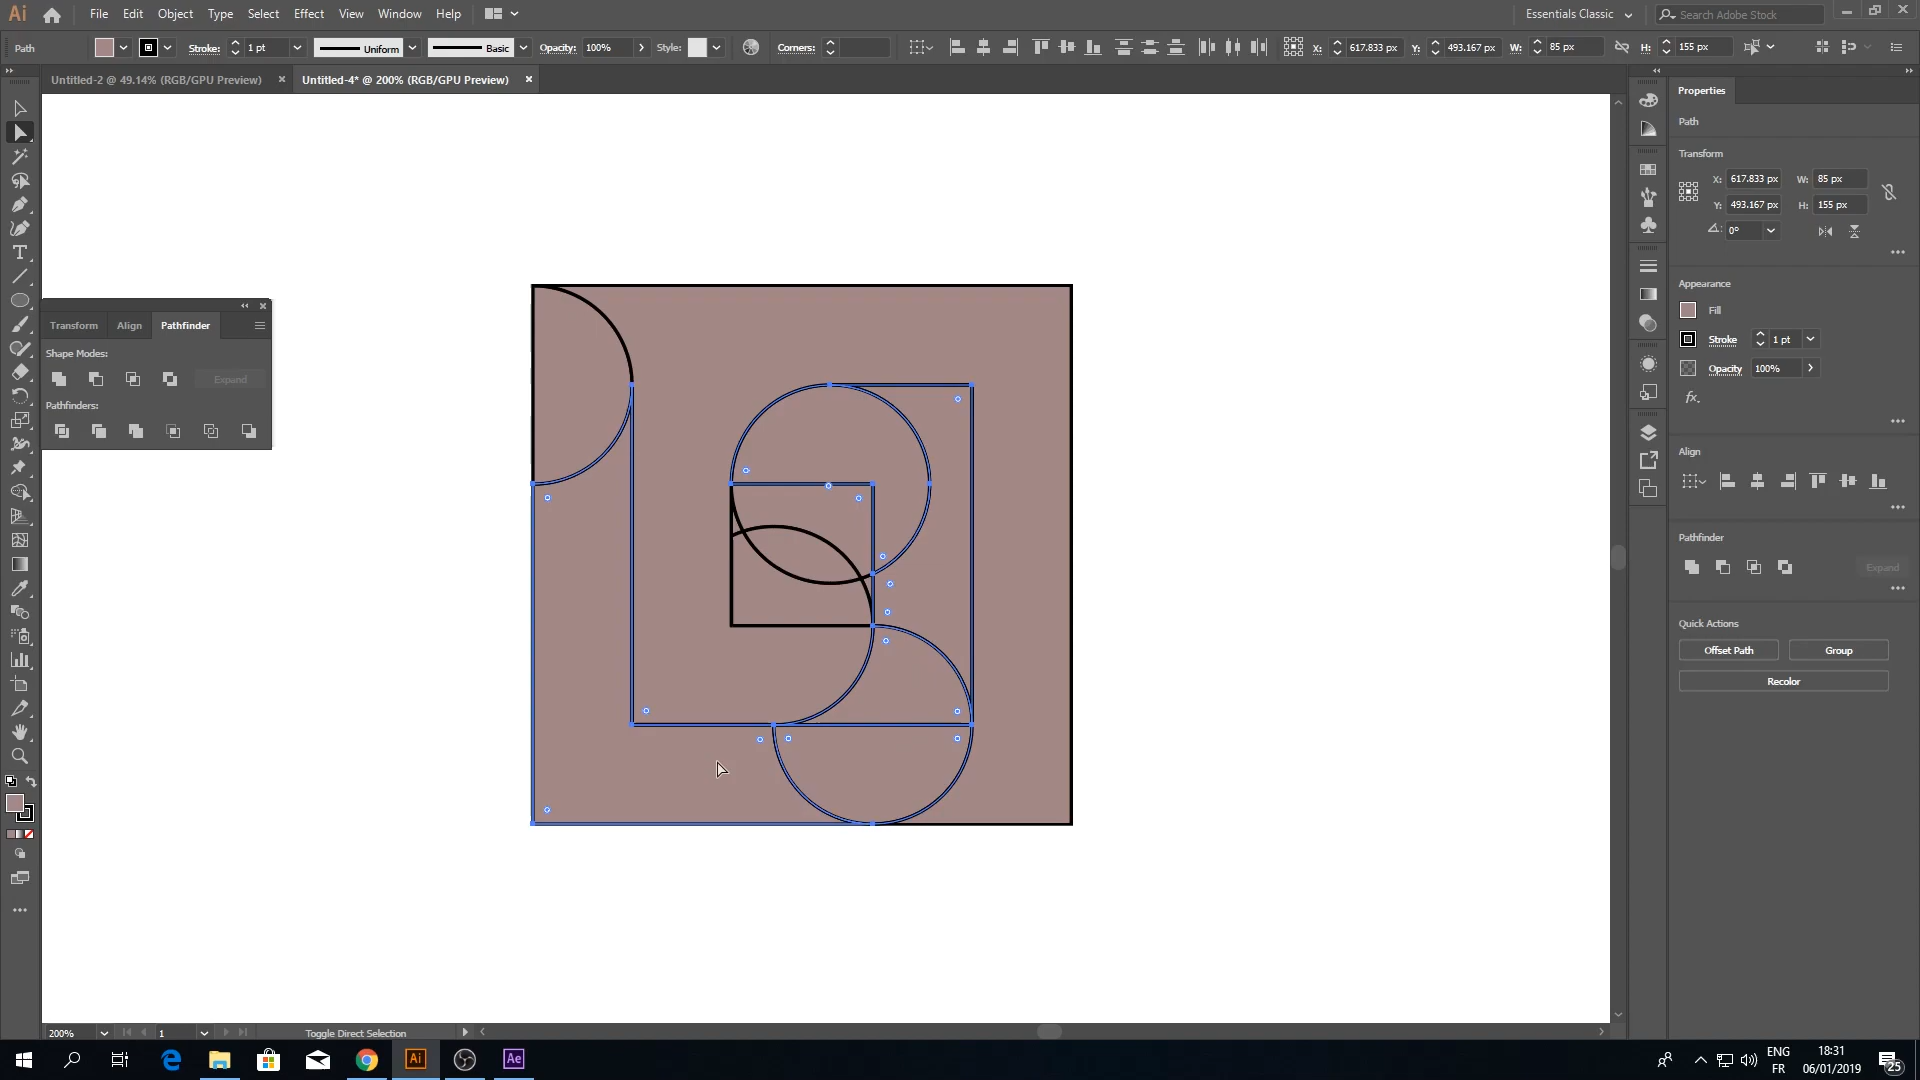 Ai File Edit Object Type Select Effect View Window Help Essentials Classic Search Adobe Stock
Path Stroke: 1 pt Uniform Basic Opacity: 100% Style: Corners: X: 617.833 px Y: 493.167 px W: 85 px H: 155 px
Untitled-2 @ 49.14% (RGB/GPU Preview) Untitled-4* @ 200% (RGB/GPU Preview)
Properties
Path
Transform
X: 617.833 px W: 85 px
Y: 493.167 px H: 155 px
0°
Appearance
Fill
Stroke 1 pt
Opacity 100%
fx
Align
Pathfinder
Expand
Quick Actions
Offset Path Group
Recolor
Transform Align Pathfinder
Shape Modes:
Expand
Pathfinders:
200% 1 Toggle Direct Selection
Ai Ae
ENG 18:31
FR 06/01/2019 25